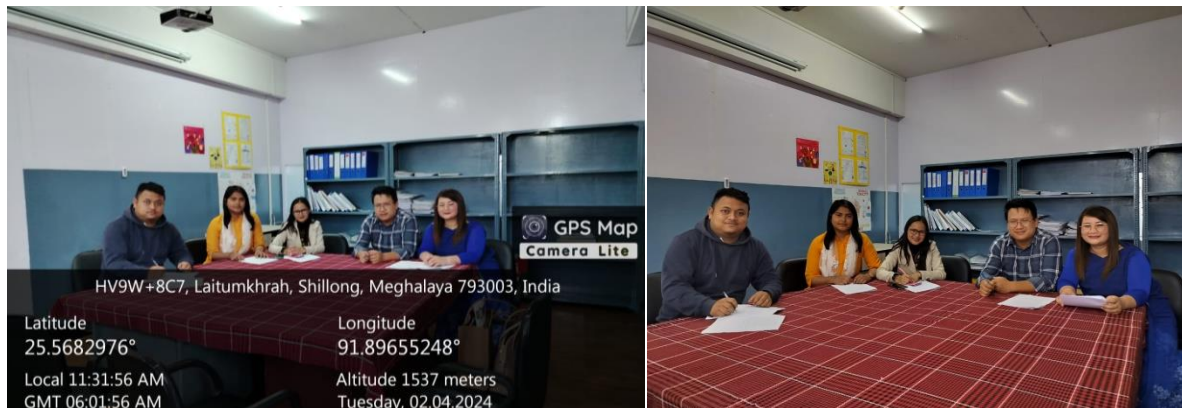 GPS Map
Camera Lite
HV9W+8C7, Laitumkhrah, Shillong, Meghalaya 793003, India
Latitude
25.5682976°
Longitude
91.89655248°
Local 11:31:56 AM
GMT 06:01:56 AM
Altitude 1537 meters
Tuesday, 02.04.2024